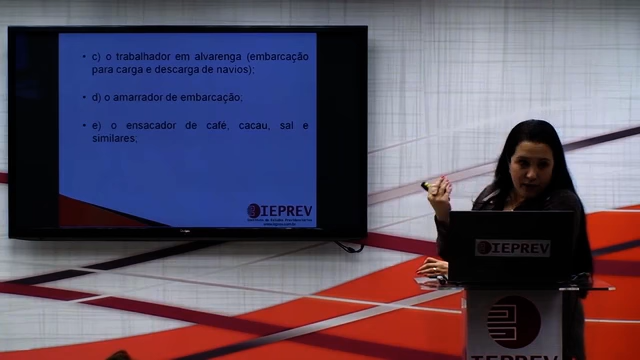 c) o trabalhador em alvarenga (embarcação
para carga e descarga de navios);
d) o amarrador de embarcação;
e) o ensacador de café, cacau, sal e
similares;
IEPREV
IEPREV
IEPREV